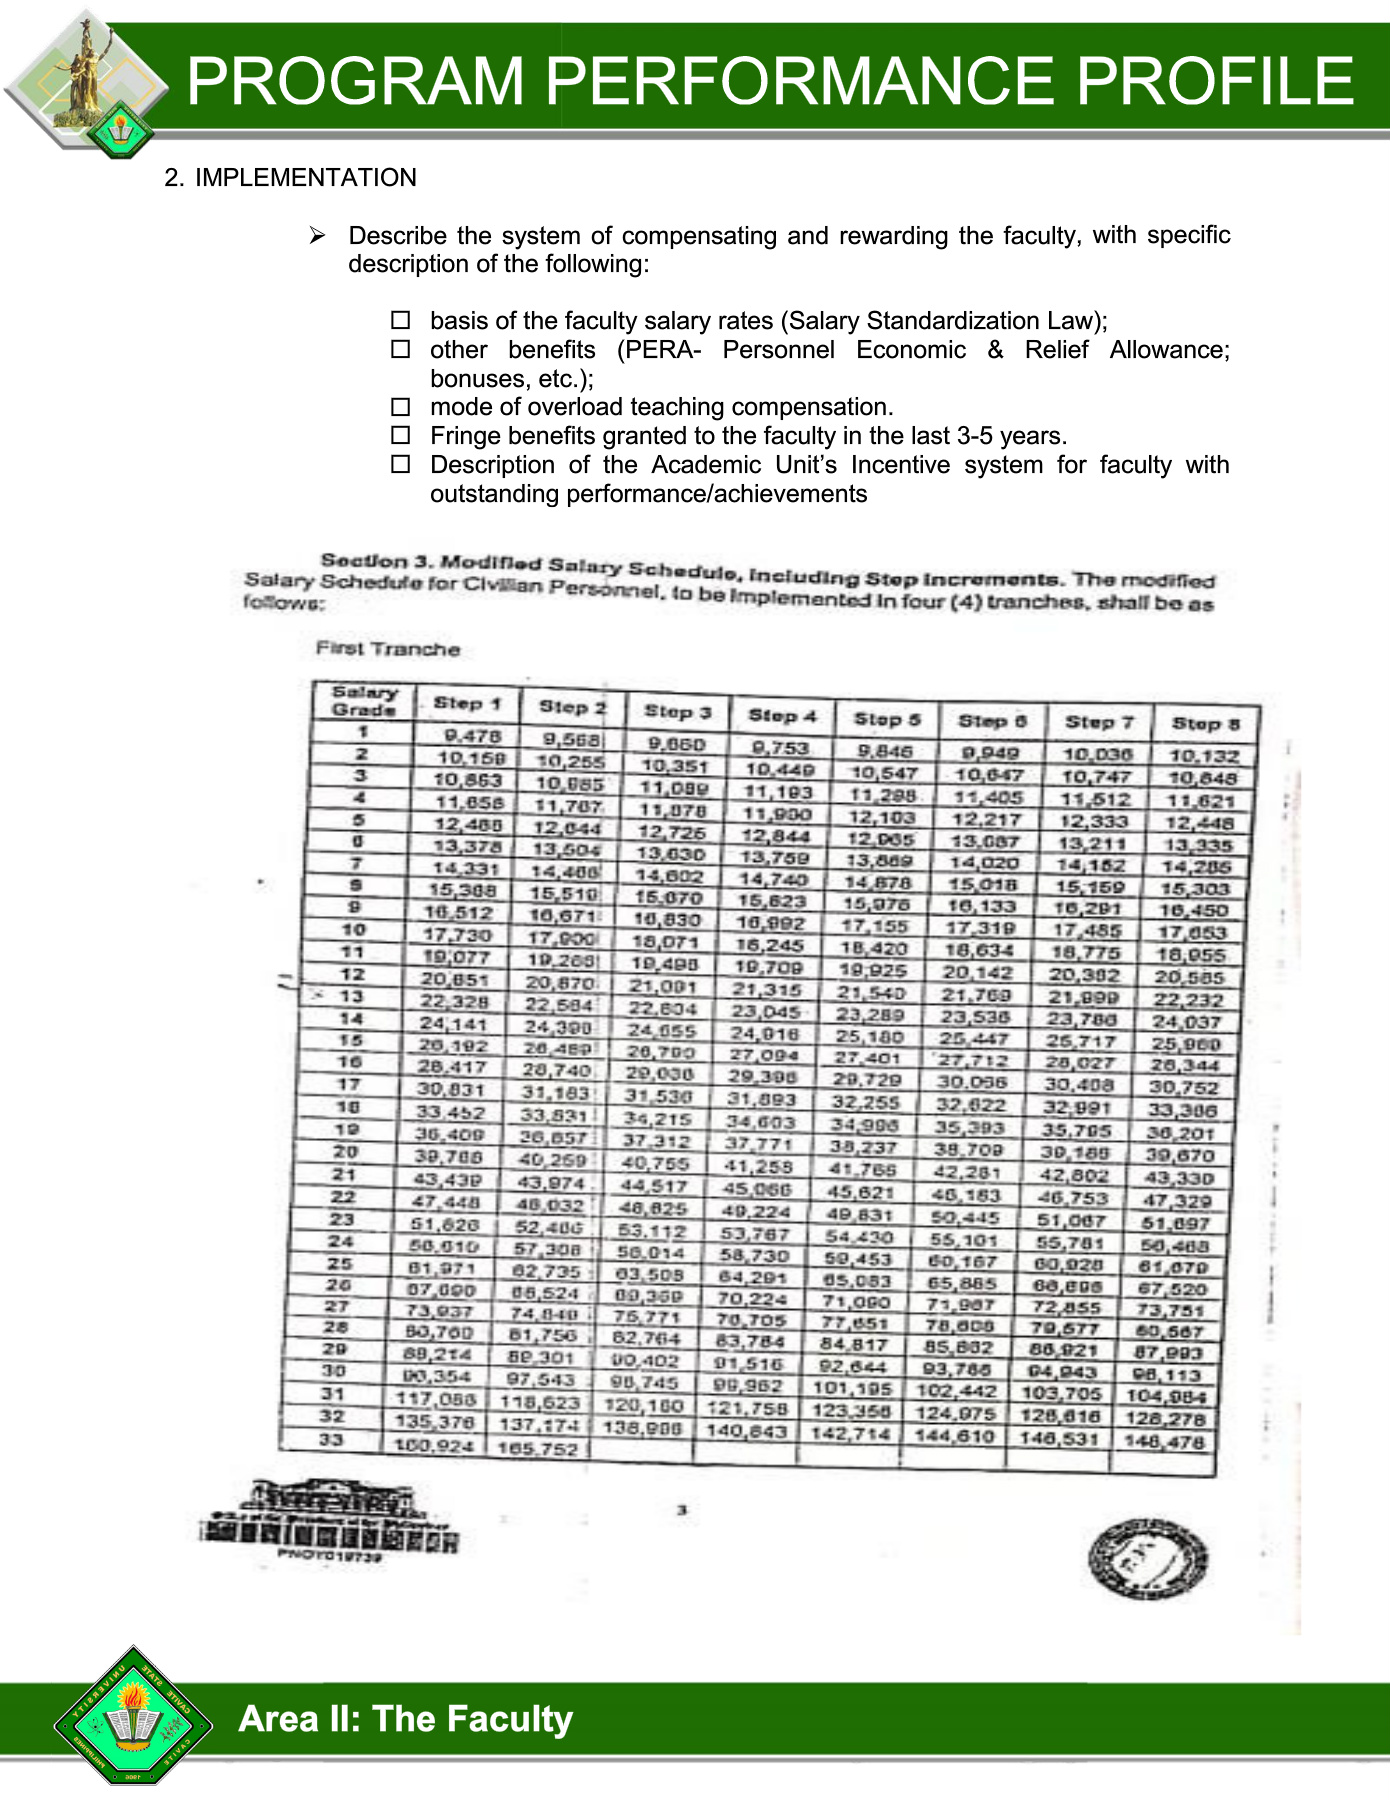 PROGRAM PERFORMANCE PROFILE
2. IMPLEMENTATION
➢ Describe the system of compensating and rewarding the faculty, with specific
description of the following:
☐ basis of the faculty salary rates (Salary Standardization Law);
☐ other benefits (PERA- Personnel Economic & Relief Allowance;
bonuses, etc.);
☐ mode of overload teaching compensation.
☐ Fringe benefits granted to the faculty in the last 3-5 years.
☐ Description of the Academic Unit's Incentive system for faculty with
outstanding performance/achievements
Section 3. Modified Salary Schedule, including Step Increments. The modified
Salary Schedule for Civilian Personnel, to be implemented in four (4) tranches, shall be as
follows:
First Tranche
Salary Grade Step 1 Step 2 Step 3 Step 4 Step 5 Step 6 Step 7 Step 8
1 9,478 9,568 9,660 9,753 9,846 9,949 10,036 10,132
2 10,159 10,255 10,351 10,449 10,547 10,647 10,747 10,848
3 10,883 10,985 11,089 11,193 11,298 11,405 11,512 11,621
4 11,658 11,767 11,878 11,990 12,103 12,217 12,333 12,448
5 12,488 12,644 12,725 12,844 12,965 13,087 13,211 13,335
6 13,378 13,504 13,630 13,759 13,889 14,020 14,152 14,285
7 14,331 14,466 14,602 14,740 14,878 15,018 15,159 15,303
8 15,368 15,519 15,670 15,823 15,978 16,133 16,291 16,450
9 16,512 16,671 16,830 16,992 17,155 17,319 17,485 17,653
10 17,730 17,900 18,071 18,245 18,420 18,634 18,775 18,955
11 19,077 19,286 19,496 19,709 19,925 20,142 20,362 20,585
12 20,651 20,870 21,091 21,315 21,540 21,769 21,999 22,232
13 22,328 22,564 22,804 23,045 23,289 23,536 23,786 24,037
14 24,141 24,396 24,655 24,916 25,180 25,447 25,717 25,989
15 26,192 26,489 26,790 27,094 27,401 27,712 28,027 28,344
16 28,417 28,740 29,066 29,396 29,729 30,066 30,408 30,752
17 30,831 31,183 31,536 31,893 32,255 32,622 32,991 33,366
18 33,452 33,831 34,215 34,603 34,996 35,393 35,795 36,201
19 36,409 36,857 37,312 37,771 38,237 38,709 39,186 39,670
20 39,768 40,259 40,755 41,258 41,766 42,281 42,802 43,330
21 43,439 43,974 44,517 45,066 45,621 46,183 46,753 47,329
22 47,448 48,032 48,625 49,224 49,831 50,445 51,067 51,697
23 51,826 52,466 53,112 53,767 54,430 55,101 55,781 56,468
24 56,610 57,308 58,014 58,730 59,453 60,187 60,928 61,679
25 61,971 62,735 63,508 64,291 65,083 65,885 66,698 67,520
26 67,690 68,524 69,369 70,224 71,090 71,967 72,855 73,751
27 73,937 74,849 75,771 76,705 77,651 78,608 79,577 80,567
28 80,760 81,756 82,764 83,784 84,817 85,862 86,921 87,993
29 88,214 89,301 90,402 91,516 92,644 93,786 94,943 96,113
30 96,354 97,543 98,745 99,962 101,195 102,442 103,705 104,984
31 117,086 118,623 120,180 121,758 123,356 124,975 126,616 128,278
32 135,376 137,174 138,996 140,843 142,714 144,610 146,531 148,478
33 160,924 165,752
3
PNOY019739
Area II: The Faculty